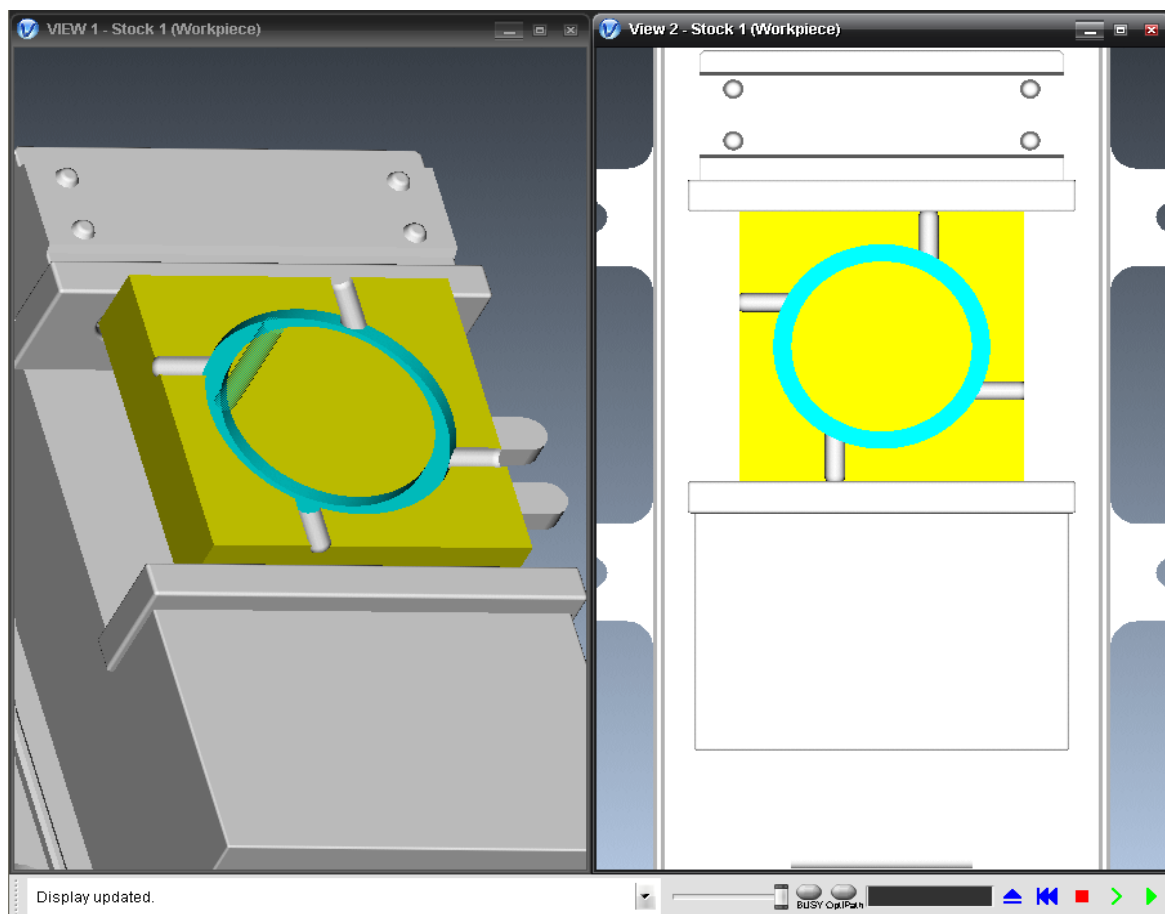 VIEW 1 - Stock 1 (Workpiece)
View 2 - Stock 1 (Workpiece)
Display updated.
BUSY OptiPath